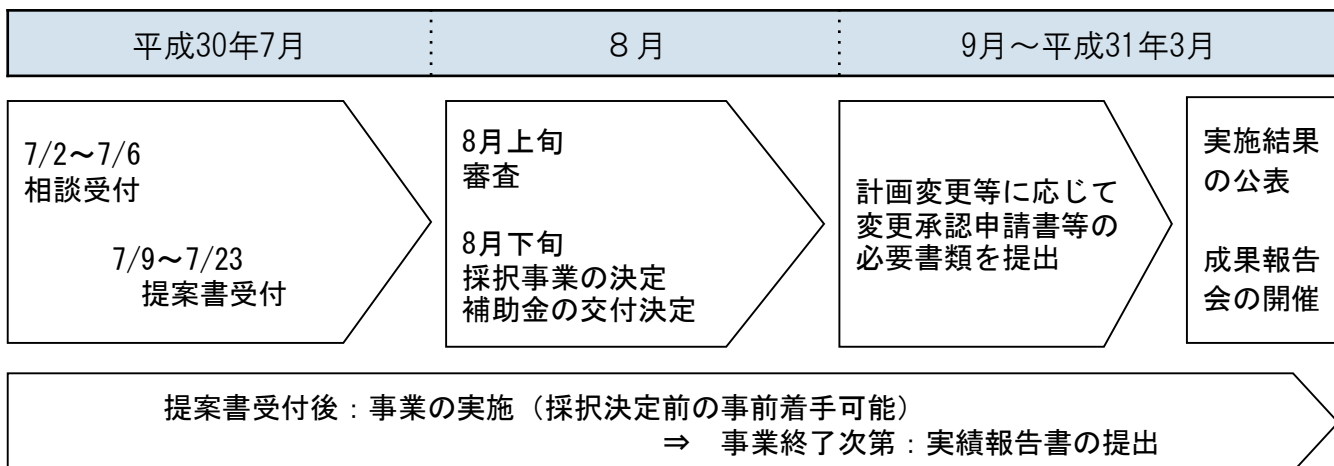 平成30年7月
８月
9月～平成31年3月
7/2～7/6
相談受付
7/9～7/23
提案書受付
8月上旬
審査
8月下旬
採択事業の決定
補助金の交付決定
計画変更等に応じて
変更承認申請書等の
必要書類を提出
実施結果
の公表
成果報告
会の開催
提案書受付後：事業の実施（採択決定前の事前着手可能）
⇒　事業終了次第：実績報告書の提出